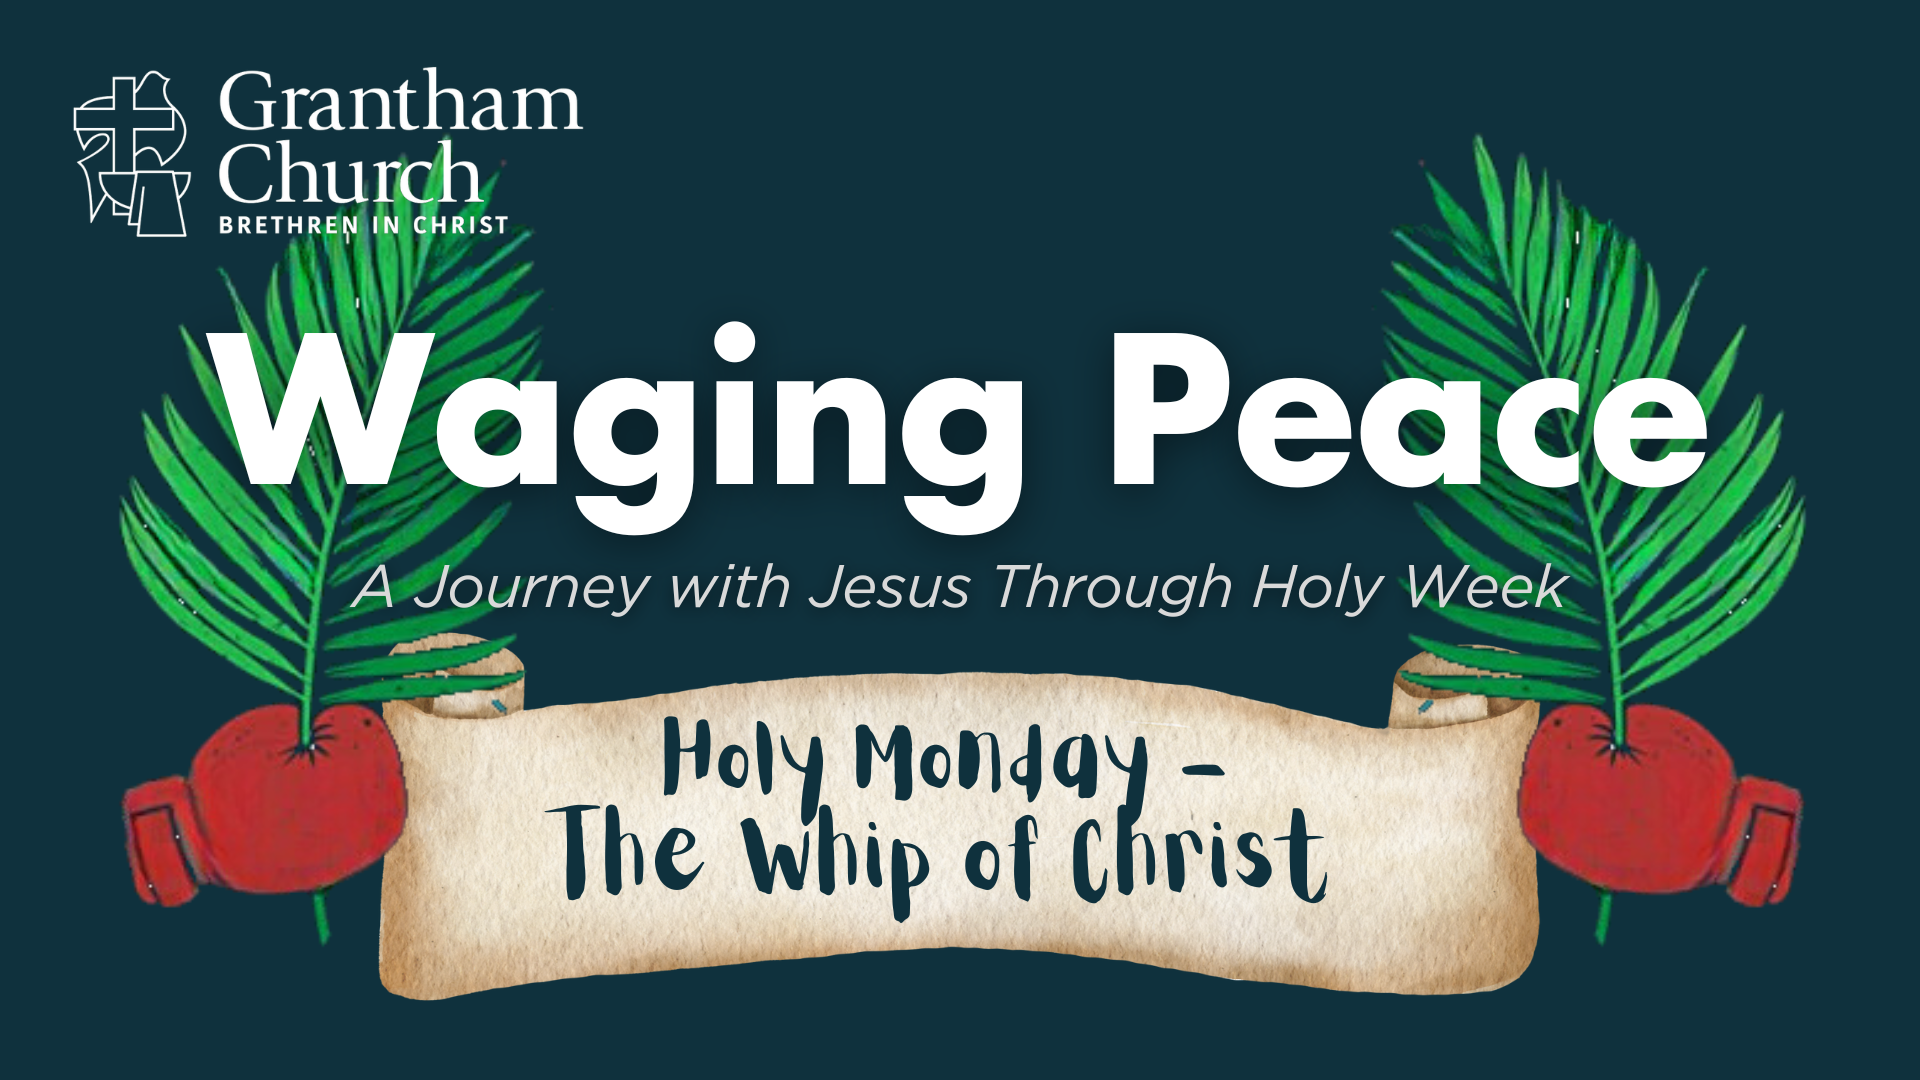 Grantham
Church
BRETHREN IN CHRIST
Waging Peace
A Journey with Jesus Through Holy Week
Holy Monday –
The Whip of Christ